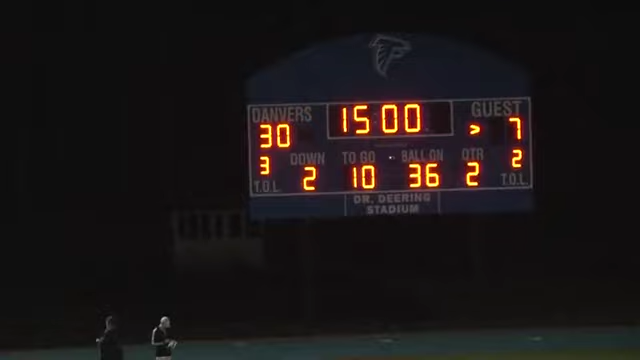 DANVERS 15:00 GUEST
30 > 7
3 DOWN TO GO BALL ON QTR 2
T.O.L. 2 10 36 2 T.O.L.
DR. DEERING
STADIUM